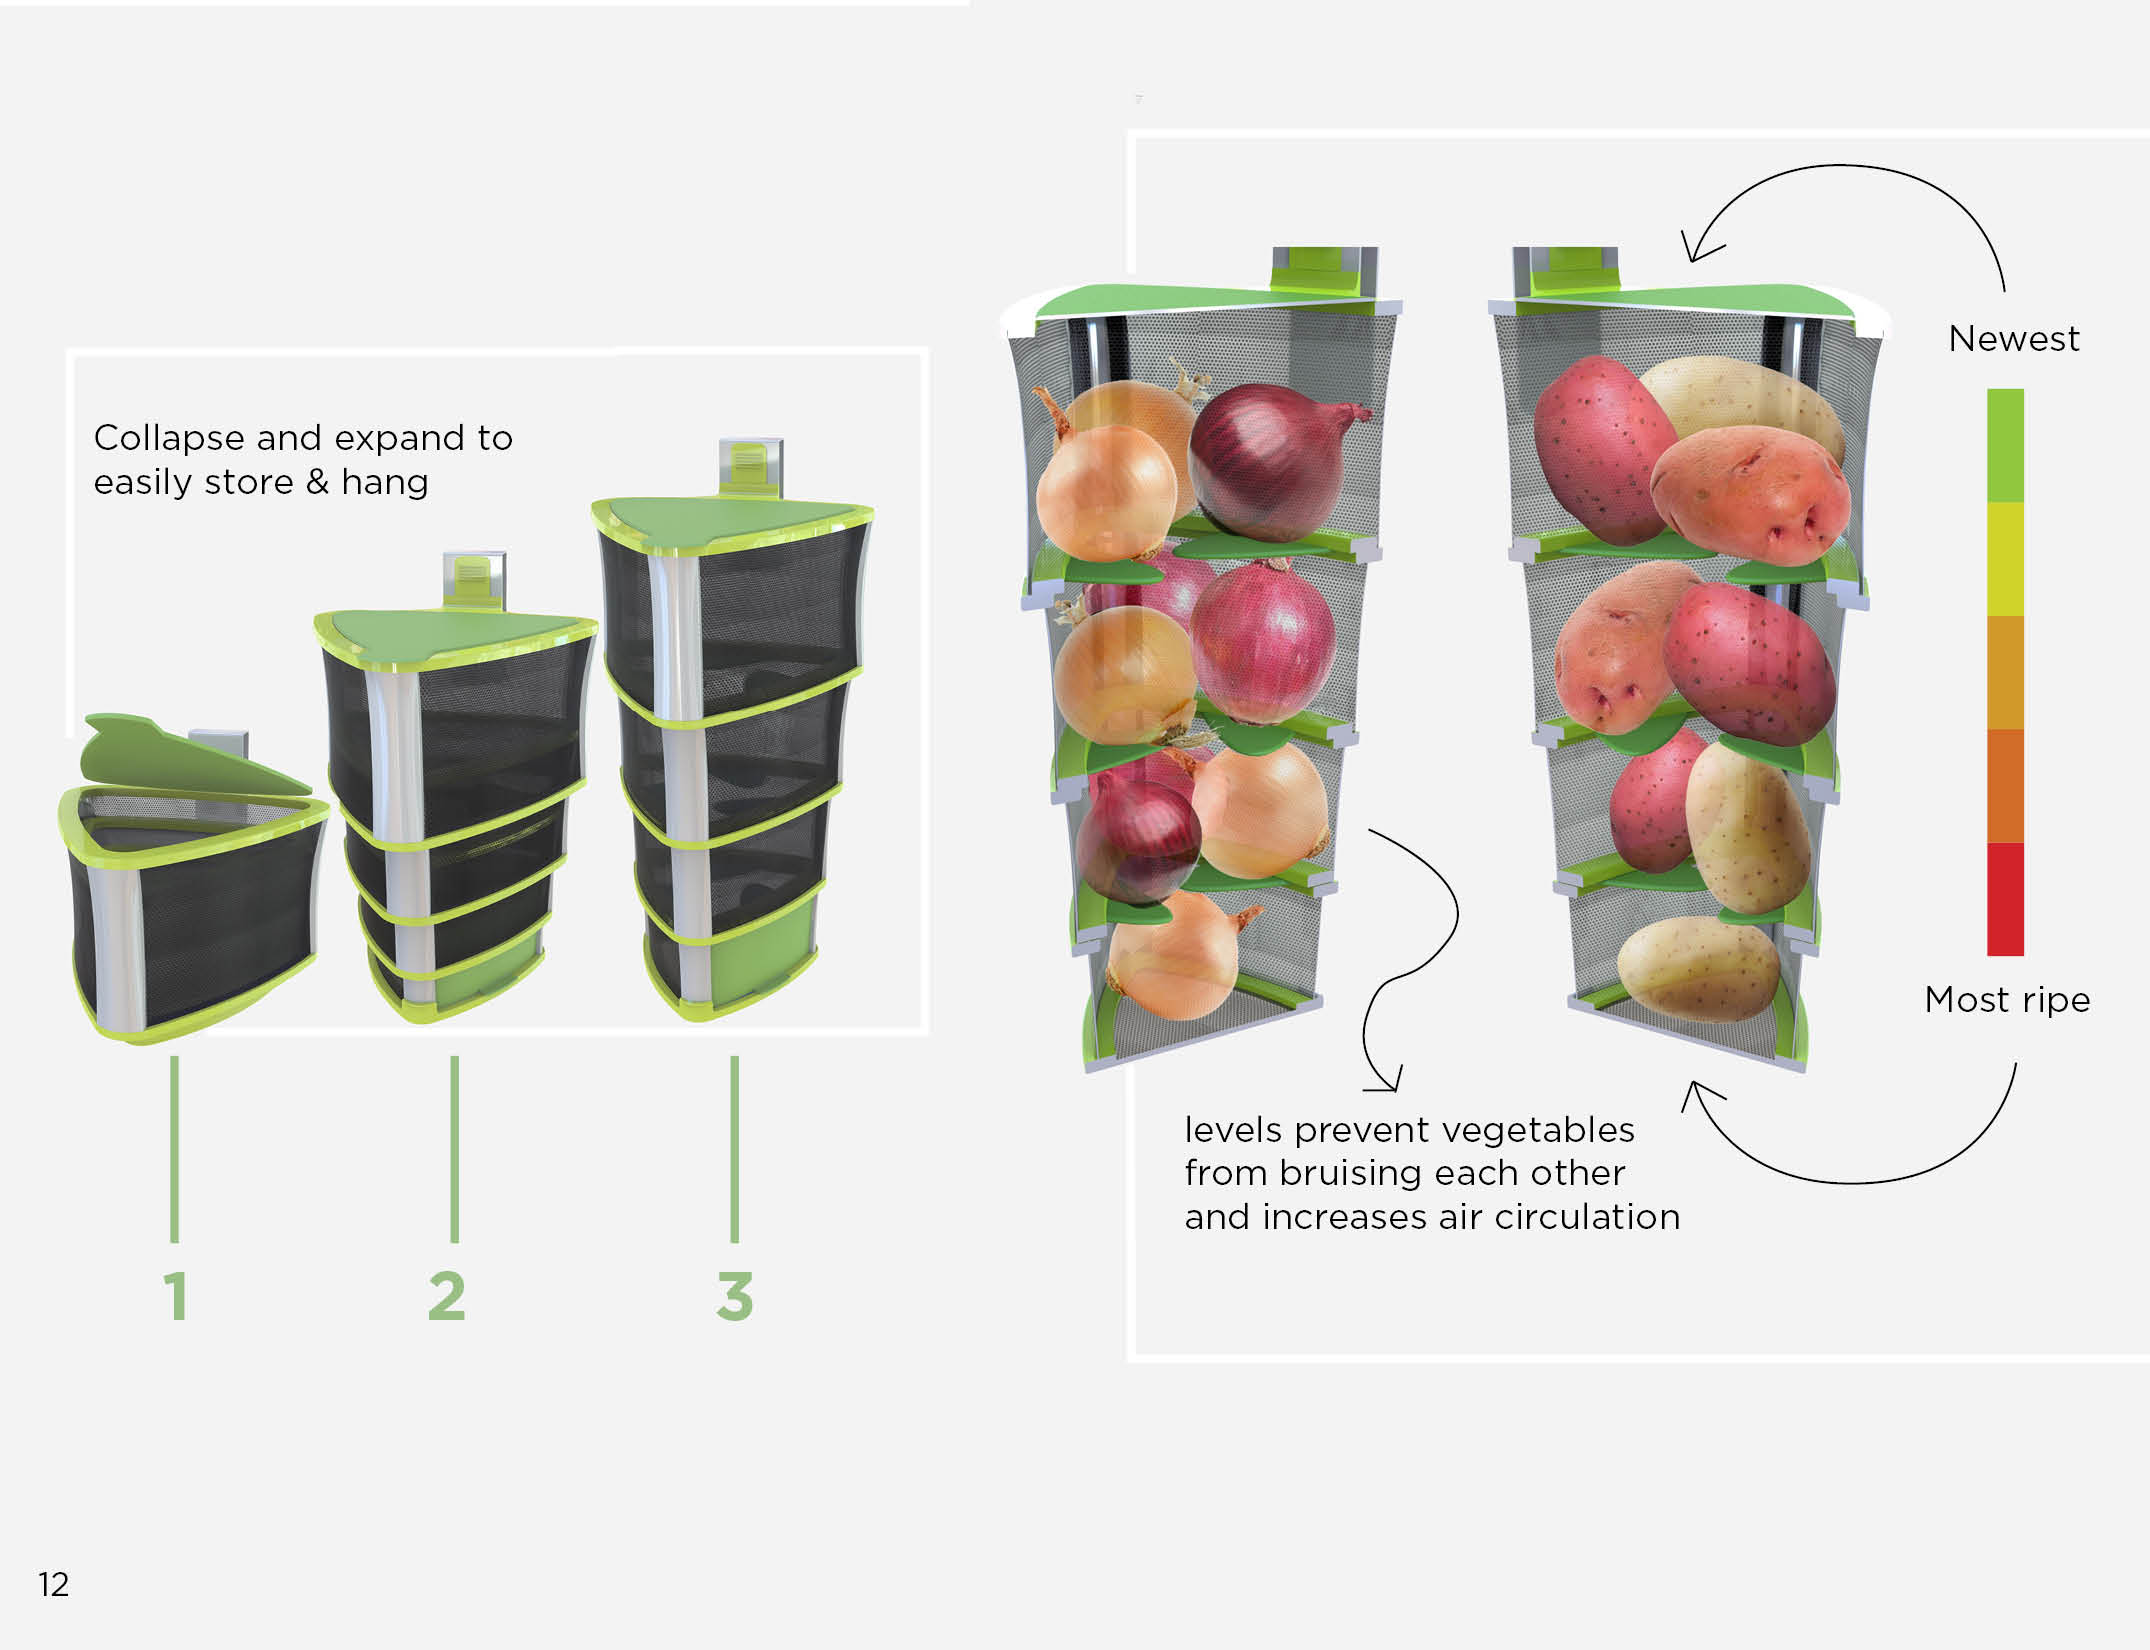 7
Collapse and expand to
easily store & hang
1
2
3
Newest
Most ripe
levels prevent vegetables
from bruising each other
and increases air circulation
12